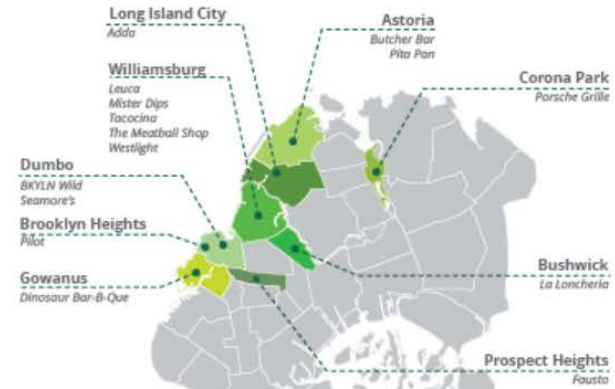 Long Island City
Adda
Astoria
Butcher Bar
Pita Pan
Williamsburg
Leuca
Mister Dips
Tacocina
The Meatball Shop
Westlight
Corona Park
Porsche Grille
Dumbo
BKYLN Wild
Seamore's
Brooklyn Heights
Pilot
Gowanus
Dinosaur Bar-B-Que
Bushwick
La Loncheria
Prospect Heights
Fausto